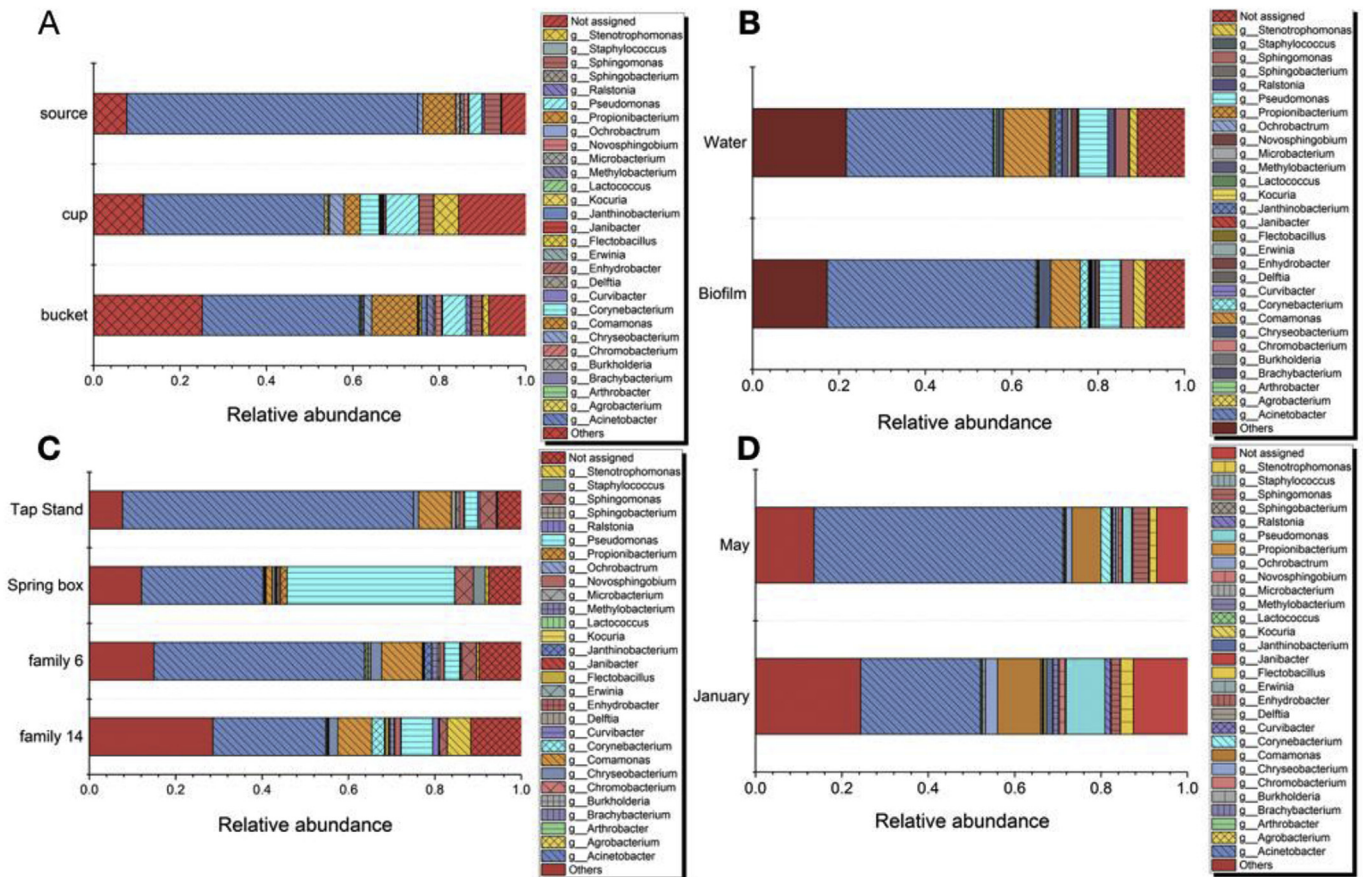 A
source
cup
bucket
0.0 0.2 0.4 0.6 0.8 1.0
Relative abundance
Not assigned
g__Stenotrophomonas
g__Staphylococcus
g__Sphingomonas
g__Sphingobacterium
g__Ralstonia
g__Pseudomonas
g__Propionibacterium
g__Ochrobactrum
g__Novosphingobium
g__Microbacterium
g__Methylobacterium
g__Lactococcus
g__Kocuria
g__Janthinobacterium
g__Janibacter
g__Flectobacillus
g__Erwinia
g__Enhydrobacter
g__Delftia
g__Curvibacter
g__Corynebacterium
g__Comamonas
g__Chryseobacterium
g__Chromobacterium
g__Burkholderia
g__Brachybacterium
g__Arthrobacter
g__Agrobacterium
g__Acinetobacter
Others
B
Water
Biofilm
0.0 0.2 0.4 0.6 0.8 1.0
Relative abundance
Not assigned
g__Stenotrophomonas
g__Staphylococcus
g__Sphingomonas
g__Sphingobacterium
g__Ralstonia
g__Pseudomonas
g__Propionibacterium
g__Ochrobactrum
g__Novosphingobium
g__Microbacterium
g__Methylobacterium
g__Lactococcus
g__Kocuria
g__Janthinobacterium
g__Janibacter
g__Flectobacillus
g__Erwinia
g__Enhydrobacter
g__Delftia
g__Curvibacter
g__Corynebacterium
g__Comamonas
g__Chryseobacterium
g__Chromobacterium
g__Burkholderia
g__Brachybacterium
g__Arthrobacter
g__Agrobacterium
g__Acinetobacter
Others
C
Tap Stand
Spring box
family 6
family 14
0.0 0.2 0.4 0.6 0.8 1.0
Relative abundance
Not assigned
g__Stenotrophomonas
g__Staphylococcus
g__Sphingomonas
g__Sphingobacterium
g__Ralstonia
g__Pseudomonas
g__Propionibacterium
g__Ochrobactrum
g__Novosphingobium
g__Microbacterium
g__Methylobacterium
g__Lactococcus
g__Kocuria
g__Janthinobacterium
g__Janibacter
g__Flectobacillus
g__Erwinia
g__Enhydrobacter
g__Delftia
g__Curvibacter
g__Corynebacterium
g__Comamonas
g__Chryseobacterium
g__Chromobacterium
g__Burkholderia
g__Brachybacterium
g__Arthrobacter
g__Agrobacterium
g__Acinetobacter
Others
D
May
January
0.0 0.2 0.4 0.6 0.8 1.0
Relative abundance
Not assigned
g__Stenotrophomonas
g__Staphylococcus
g__Sphingomonas
g__Sphingobacterium
g__Ralstonia
g__Pseudomonas
g__Propionibacterium
g__Ochrobactrum
g__Novosphingobium
g__Microbacterium
g__Methylobacterium
g__Lactococcus
g__Kocuria
g__Janthinobacterium
g__Janibacter
g__Flectobacillus
g__Erwinia
g__Enhydrobacter
g__Delftia
g__Curvibacter
g__Corynebacterium
g__Comamonas
g__Chryseobacterium
g__Chromobacterium
g__Burkholderia
g__Brachybacterium
g__Arthrobacter
g__Agrobacterium
g__Acinetobacter
Others